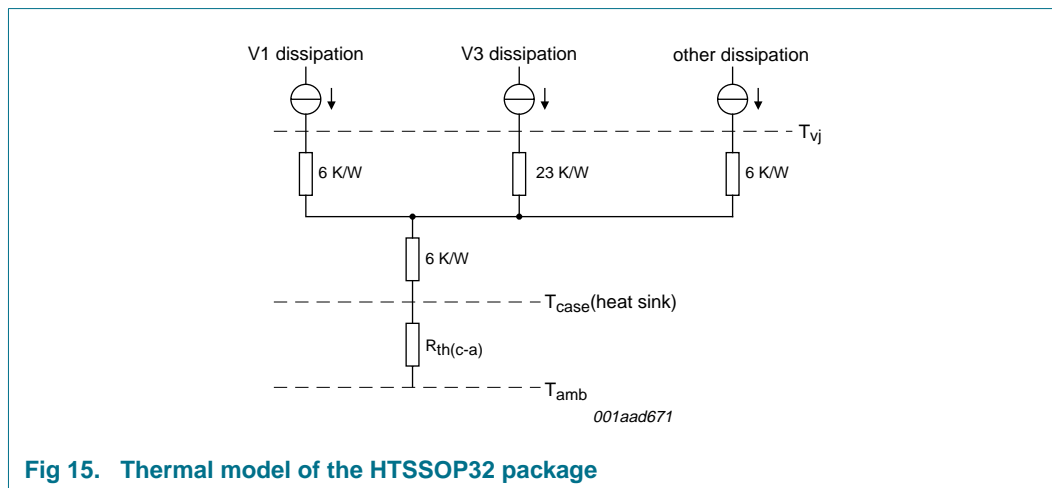 V1 dissipation V3 dissipation other dissipation
Tvj
6 K/W 23 K/W 6 K/W
6 K/W
Tcase(heat sink)
Rth(c-a)
Tamb
001aad671
Fig 15. Thermal model of the HTSSOP32 package